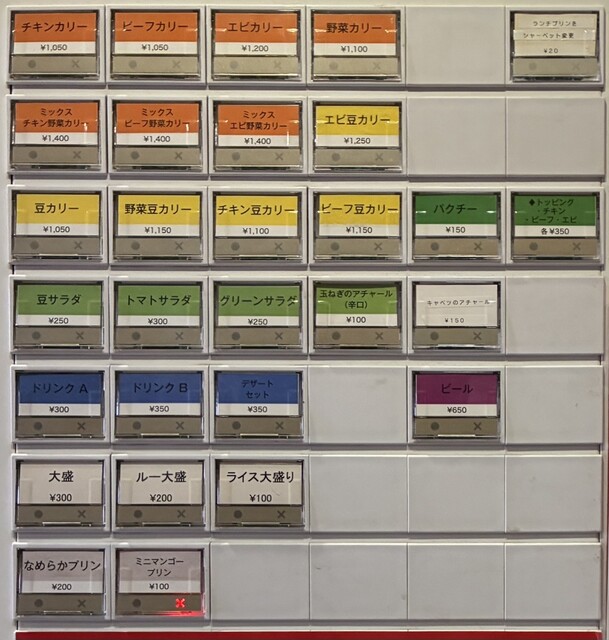 チキンカリー
¥1,050
ビーフカリー
¥1,050
エビカリー
¥1,200
野菜カリー
¥1,100
ランチプリンを
シャーベット変更
¥20
ミックス
チキン野菜カリー
¥1,400
ミックス
ビーフ野菜カリー
¥1,400
ミックス
エビ野菜カリー
¥1,400
エビ豆カリー
¥1,250
豆カリー
¥1,050
野菜豆カリー
¥1,150
チキン豆カリー
¥1,100
ビーフ豆カリー
¥1,150
パクチー
¥150
◆トッピング
・チキン
・ビーフ・エビ
各¥350
豆サラダ
¥250
トマトサラダ
¥300
グリーンサラダ
¥250
玉ねぎのアチャール
(辛口)
¥100
キャベツのアチャール
¥150
ドリンク A
¥300
ドリンク B
¥350
デザート
セット
¥350
ビール
¥650
大盛
¥300
ルー大盛
¥200
ライス大盛り
¥100
なめらかプリン
¥200
ミニマンゴー
プリン
¥100